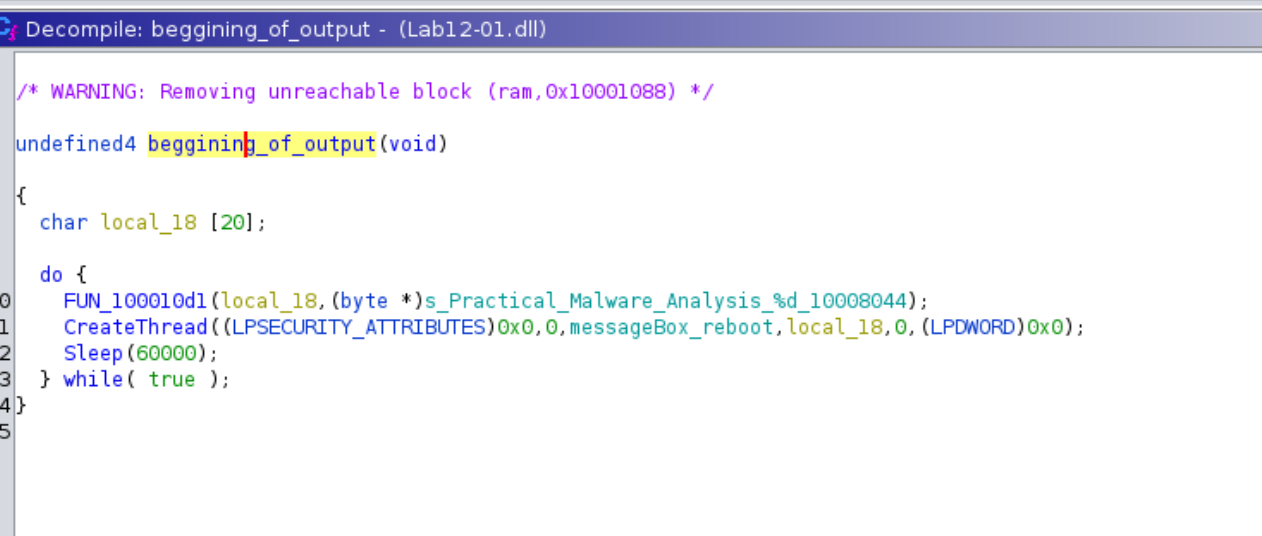 Decompile: beggining_of_output - (Lab12-01.dll)
/* WARNING: Removing unreachable block (ram,0x10001088) */
undefined4 beggining_of_output(void)
{
char local_18 [20];
do {
0 FUN_100010d1(local_18,(byte *)s_Practical_Malware_Analysis_%d_10008044);
1 CreateThread((LPSECURITY_ATTRIBUTES)0x0,0,messageBox_reboot,local_18,0,(LPDWORD)0x0);
2 Sleep(60000);
3 } while( true );
4 }
5